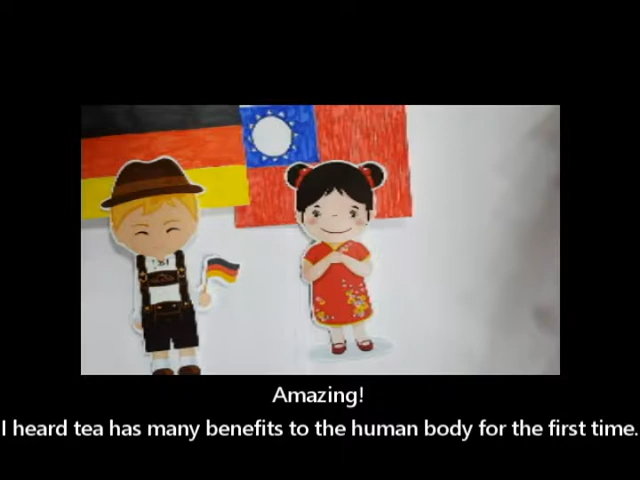 Amazing!
I heard tea has many benefits to the human body for the first time.